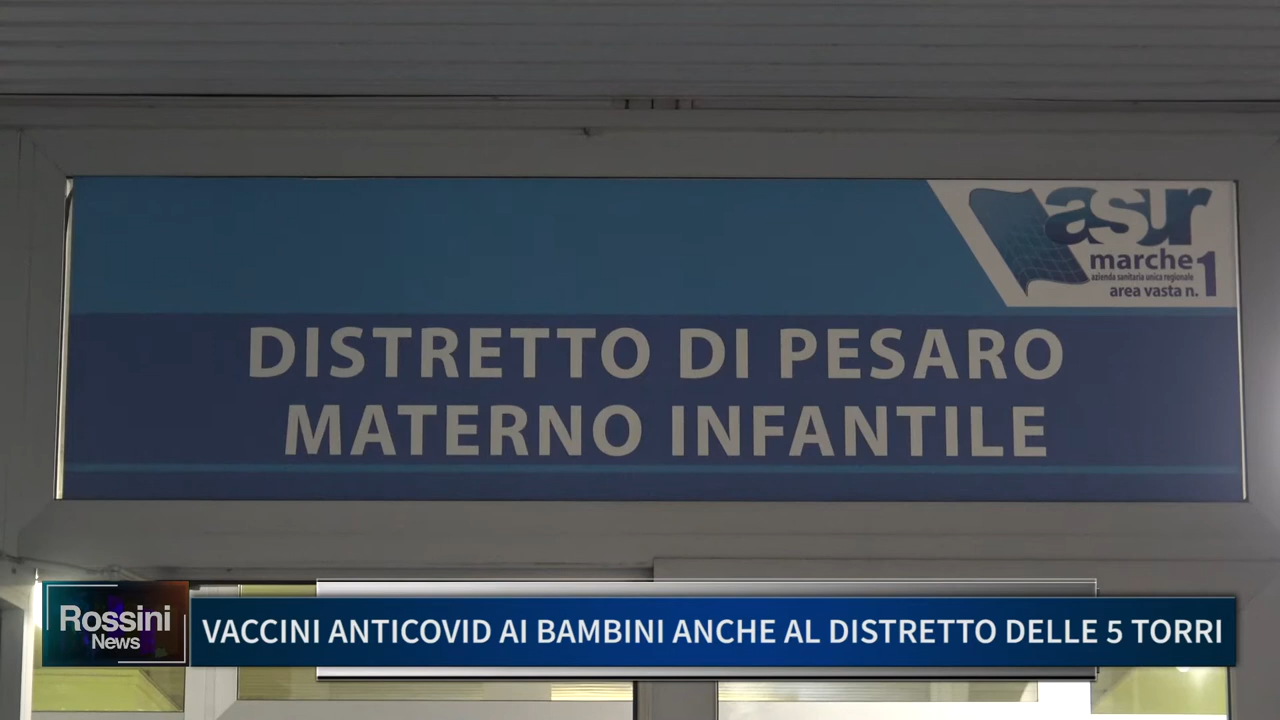 asur
marche 1
azienda sanitaria unica regionale
area vasta n.
DISTRETTO DI PESARO
MATERNO INFANTILE
Rossini
News
VACCINI ANTICOVID AI BAMBINI ANCHE AL DISTRETTO DELLE 5 TORRI